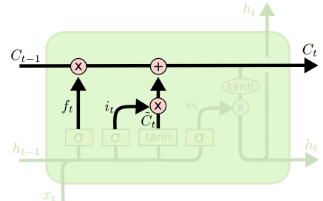 h_t
C_{t-1} × + C_t
tanh
f_t i_t × o_t ×
C̃_t
σ σ tanh σ
h_{t-1} h_t
x_t